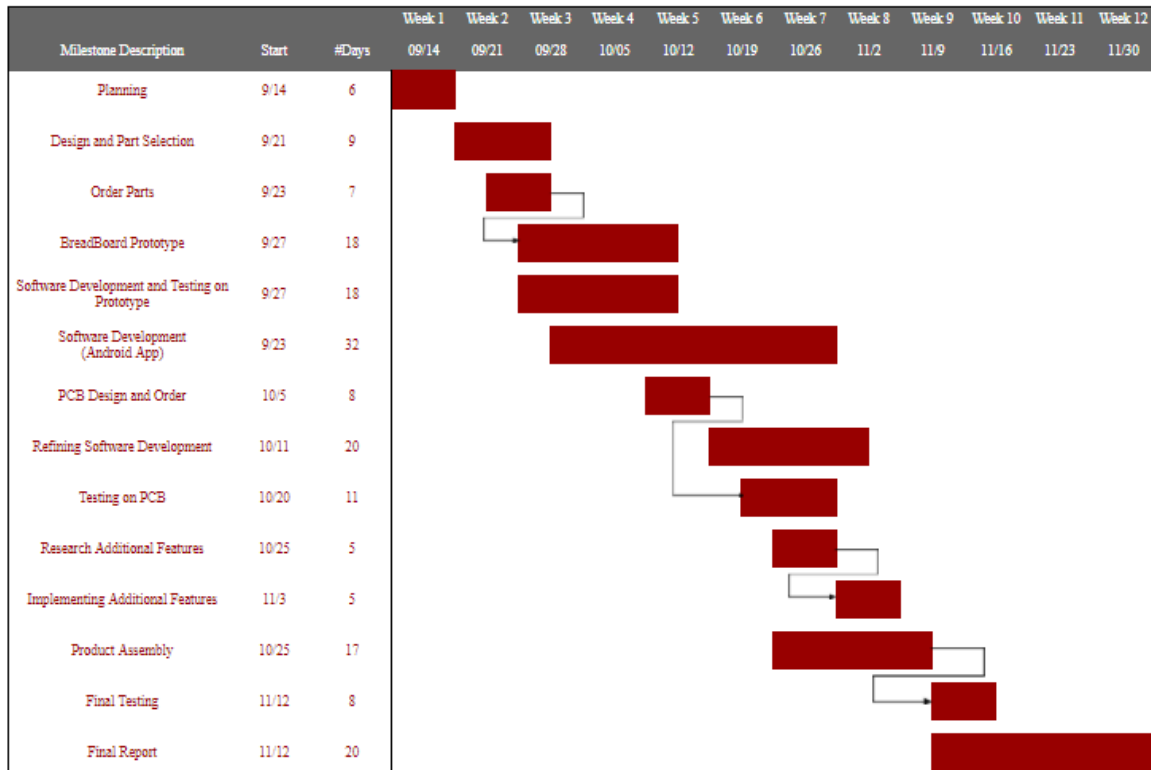 Week 1 Week 2 Week 3 Week 4 Week 5 Week 6 Week 7 Week 8 Week 9 Week 10 Week 11 Week 12
Milestone Description Start #Days 09/14 09/21 09/28 10/05 10/12 10/19 10/26 11/2 11/9 11/16 11/23 11/30
Planning 9/14 6
Design and Part Selection 9/21 9
Order Parts 9/23 7
BreadBoard Prototype 9/27 18
Software Development and Testing on
Prototype 9/27 18
Software Development
(Android App) 9/23 32
PCB Design and Order 10/5 8
Refining Software Development 10/11 20
Testing on PCB 10/20 11
Research Additional Features 10/25 5
Implementing Additional Features 11/3 5
Product Assembly 10/25 17
Final Testing 11/12 8
Final Report 11/12 20